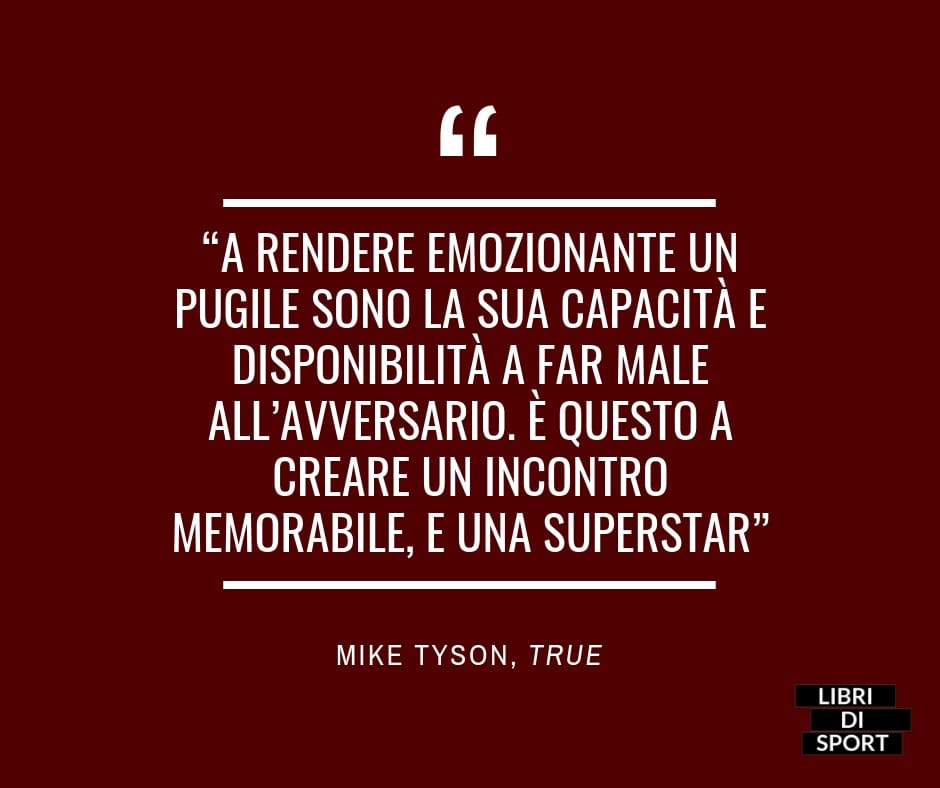 “
“A RENDERE EMOZIONANTE UN
PUGILE SONO LA SUA CAPACITÀ E
DISPONIBILITÀ A FAR MALE
ALL’AVVERSARIO. È QUESTO A
CREARE UN INCONTRO
MEMORABILE, E UNA SUPERSTAR”
MIKE TYSON, TRUE
LIBRI
DI
SPORT